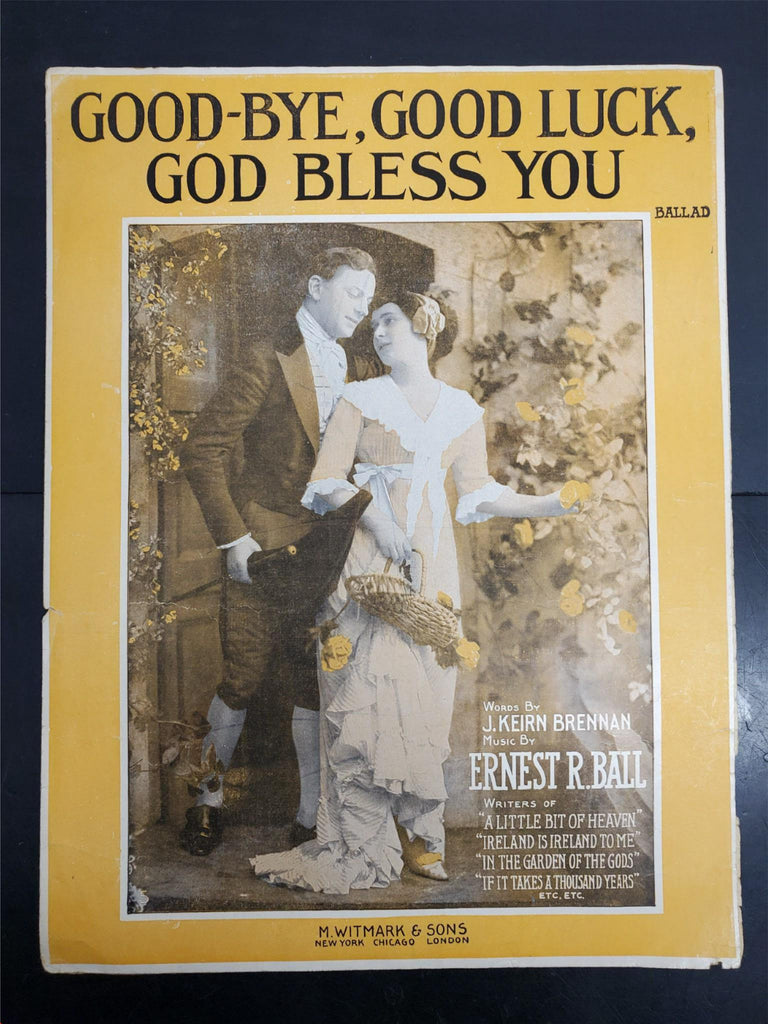 GOOD-BYE, GOOD LUCK,
GOD BLESS YOU
BALLAD
WORDS BY
J. KEIRN BRENNAN
MUSIC BY
ERNEST R. BALL
WRITERS OF
"A LITTLE BIT OF HEAVEN"
"IRELAND IS IRELAND TO ME"
"IN THE GARDEN OF THE GODS"
"IF IT TAKES A THOUSAND YEARS"
ETC. ETC.
M. WITMARK & SONS
NEW YORK CHICAGO LONDON